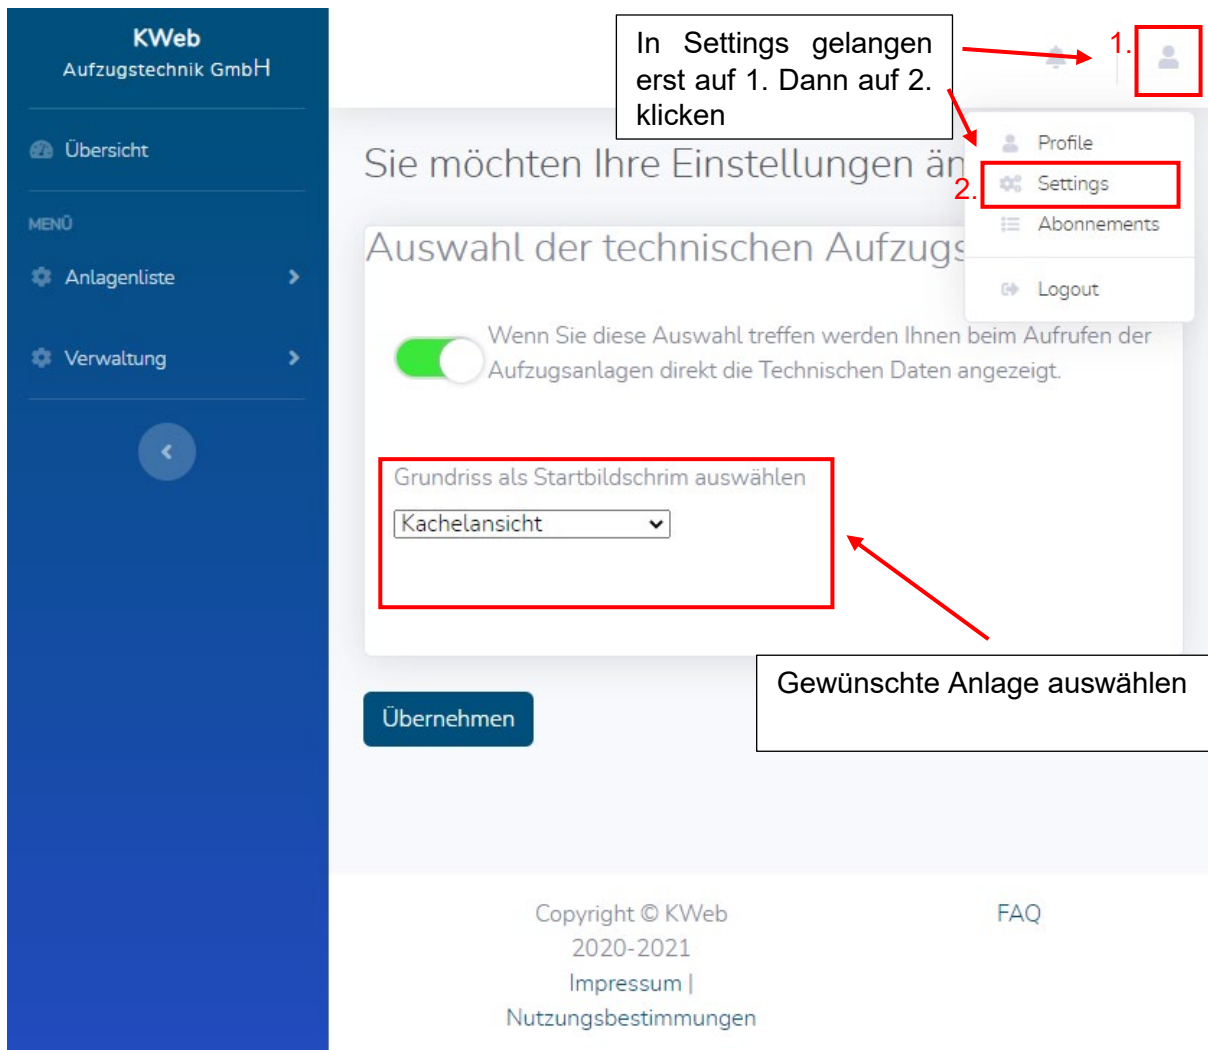 KWeb
Aufzugstechnik GmbH
Übersicht
MENÜ
Anlagenliste
Verwaltung
In Settings gelangen
erst auf 1. Dann auf 2.
klicken
1.
Profile
2.
Settings
Abonnements
Logout
Sie möchten Ihre Einstellungen än
Auswahl der technischen Aufzugs
Wenn Sie diese Auswahl treffen werden Ihnen beim Aufrufen der
Aufzugsanlagen direkt die Technischen Daten angezeigt.
Grundriss als Startbildschrim auswählen
Kachelansicht
Gewünschte Anlage auswählen
Übernehmen
Copyright © KWeb
2020-2021
Impressum |
Nutzungsbestimmungen
FAQ